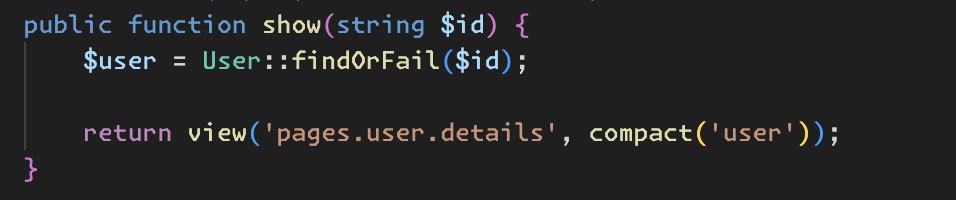 public function show(string $id) {
    $user = User::findOrFail($id);
    return view('pages.user.details', compact('user'));
}